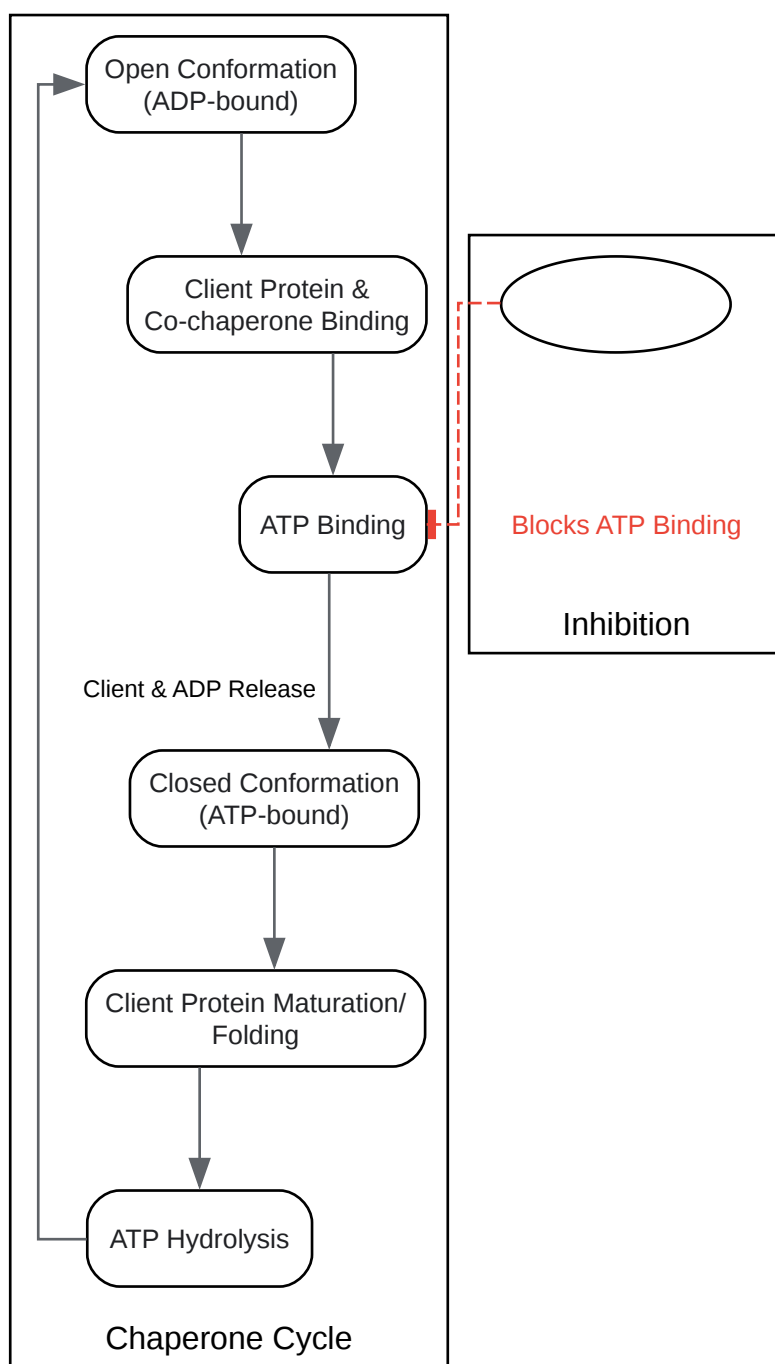 Open Conformation
(ADP-bound)
Client Protein &
Co-chaperone Binding
ATP Binding
Blocks ATP Binding
Inhibition
Client & ADP Release
Closed Conformation
(ATP-bound)
Client Protein Maturation/
Folding
ATP Hydrolysis
Chaperone Cycle